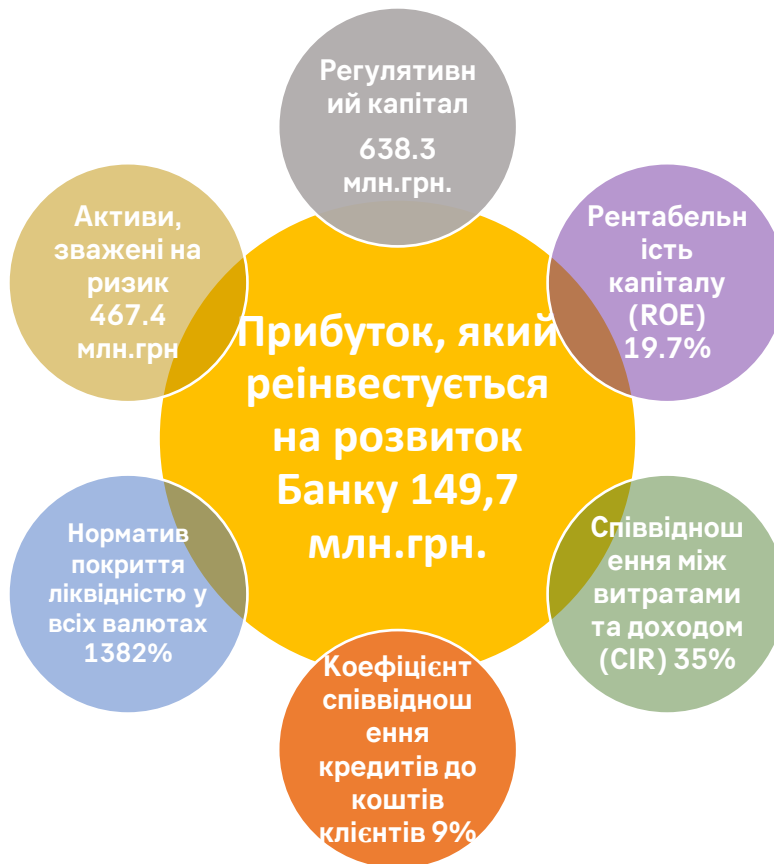 Регулятивн
ий капітал
638.3
млн.грн.
Активи,
зважені на
ризик
467.4
млн.грн
Рентабельн
ість
капіталу
(ROE)
19.7%
Прибуток, який
реінвестується
на розвиток
Банку 149,7
млн.грн.
Норматив
покриття
ліквідністю у
всіх валютах
1382%
Співвіднош
ення між
витратами
та доходом
(CIR) 35%
Коефіцієнт
співвіднош
ення
кредитів до
коштів
клієнтів 9%